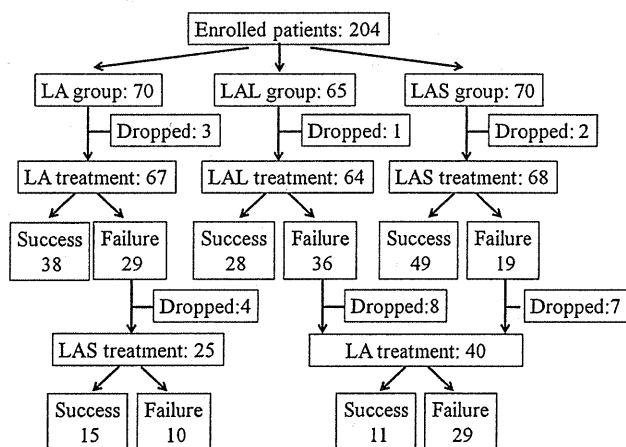 Enrolled patients: 204
LA group: 70
LAL group: 65
LAS group: 70
Dropped: 3
Dropped: 1
Dropped: 2
LA treatment: 67
LAL treatment: 64
LAS treatment: 68
Success
38
Failure
29
Success
28
Failure
36
Success
49
Failure
19
Dropped:4
Dropped:8
Dropped:7
LAS treatment: 25
LA treatment: 40
Success
15
Failure
10
Success
11
Failure
29